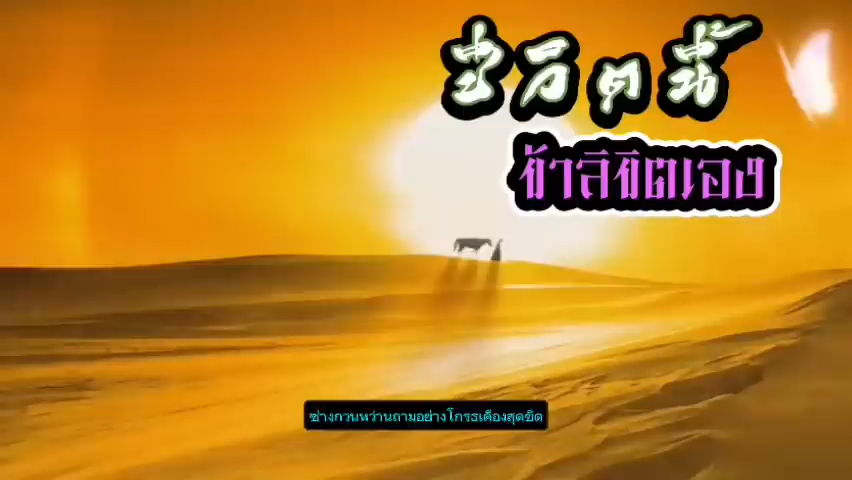 ชีวิตนี้
ข้าลิขิตเอง
ซ่างกวนหว่านถามอย่างโกรธเคืองสุดขีด